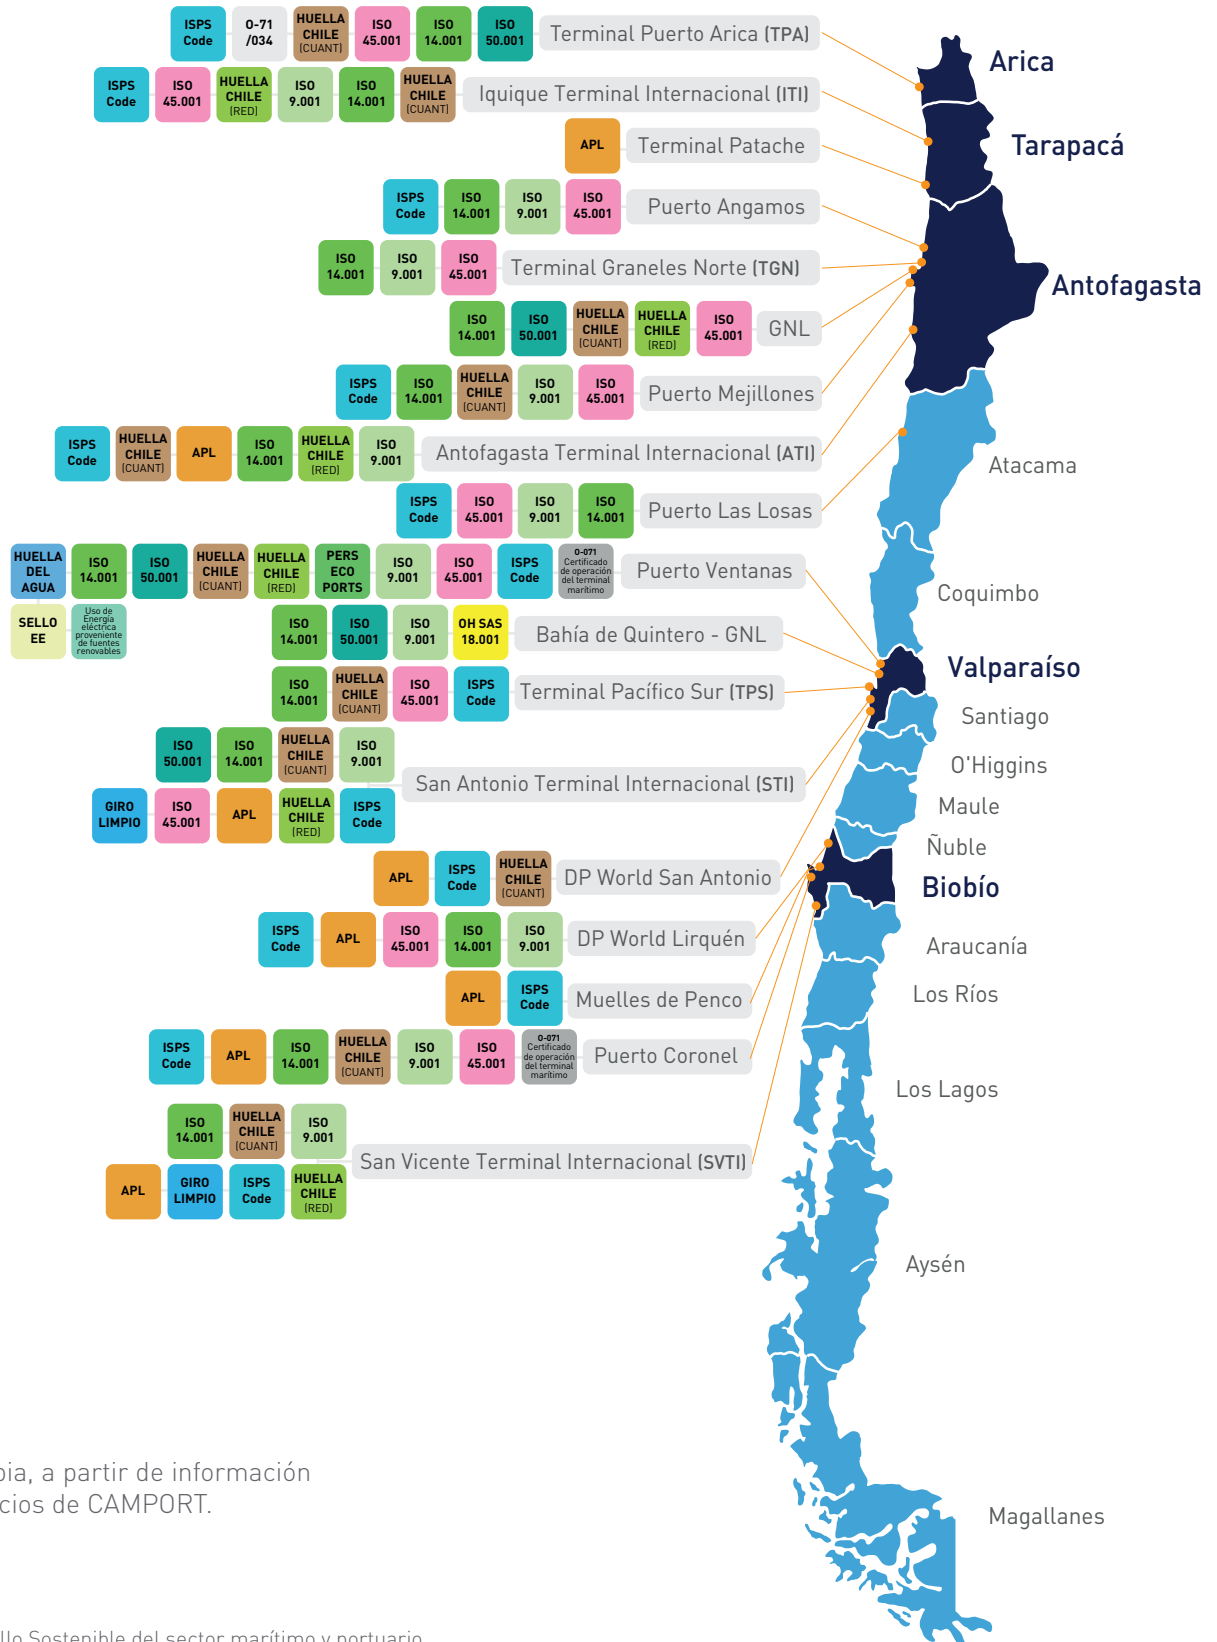 ISPS Code
O-71 /034
HUELLA CHILE (CUANT)
ISO 45.001
ISO 14.001
ISO 50.001
Terminal Puerto Arica (TPA)
Arica
ISPS Code
ISO 45.001
HUELLA CHILE (RED)
ISO 9.001
ISO 14.001
HUELLA CHILE (CUANT)
Iquique Terminal Internacional (ITI)
Tarapacá
APL
Terminal Patache
ISPS Code
ISO 14.001
ISO 9.001
ISO 45.001
Puerto Angamos
ISO 14.001
ISO 9.001
ISO 45.001
Terminal Graneles Norte (TGN)
Antofagasta
ISO 14.001
ISO 50.001
HUELLA CHILE (CUANT)
HUELLA CHILE (RED)
ISO 45.001
GNL
ISPS Code
ISO 14.001
HUELLA CHILE (CUANT)
ISO 9.001
ISO 45.001
Puerto Mejillones
ISPS Code
HUELLA CHILE (CUANT)
APL
ISO 14.001
HUELLA CHILE (RED)
ISO 9.001
Antofagasta Terminal Internacional (ATI)
Atacama
ISPS Code
ISO 45.001
ISO 9.001
ISO 14.001
Puerto Las Losas
HUELLA DEL AGUA
ISO 14.001
ISO 50.001
HUELLA CHILE (CUANT)
HUELLA CHILE (RED)
PERS ECO PORTS
ISO 9.001
ISO 45.001
ISPS Code
O-071 Certificado de operación del terminal marítimo
Puerto Ventanas
Coquimbo
SELLO EE
Uso de Energía eléctrica proveniente de fuentes renovables
ISO 14.001
ISO 50.001
ISO 9.001
OH SAS 18.001
Bahía de Quintero - GNL
Valparaíso
ISO 14.001
HUELLA CHILE (CUANT)
ISO 45.001
ISPS Code
Terminal Pacífico Sur (TPS)
Santiago
ISO 50.001
ISO 14.001
HUELLA CHILE (CUANT)
ISO 9.001
San Antonio Terminal Internacional (STI)
O'Higgins
GIRO LIMPIO
ISO 45.001
APL
HUELLA CHILE (RED)
ISPS Code
Maule
Ñuble
APL
ISPS Code
HUELLA CHILE (CUANT)
DP World San Antonio
Biobío
ISPS Code
APL
ISO 45.001
ISO 14.001
ISO 9.001
DP World Lirquén
Araucanía
APL
ISPS Code
Muelles de Penco
Los Ríos
ISPS Code
APL
ISO 14.001
HUELLA CHILE (CUANT)
ISO 9.001
ISO 45.001
O-071 Certificado de operación del terminal marítimo
Puerto Coronel
Los Lagos
ISO 14.001
HUELLA CHILE (CUANT)
ISO 9.001
San Vicente Terminal Internacional (SVTI)
APL
GIRO LIMPIO
ISPS Code
HUELLA CHILE (RED)
Aysén
pia, a partir de información
cios de CAMPORT.
Magallanes
llo Sostenible del sector marítimo y portuario